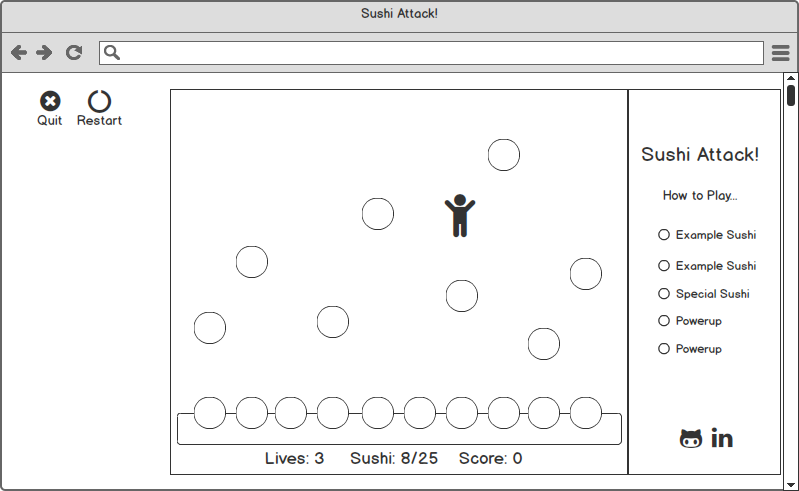 Sushi Attack!
Quit
Restart
Sushi Attack!
How to Play...
Example Sushi
Example Sushi
Special Sushi
Powerup
Powerup
in
Lives: 3 Sushi: 8/25 Score: 0